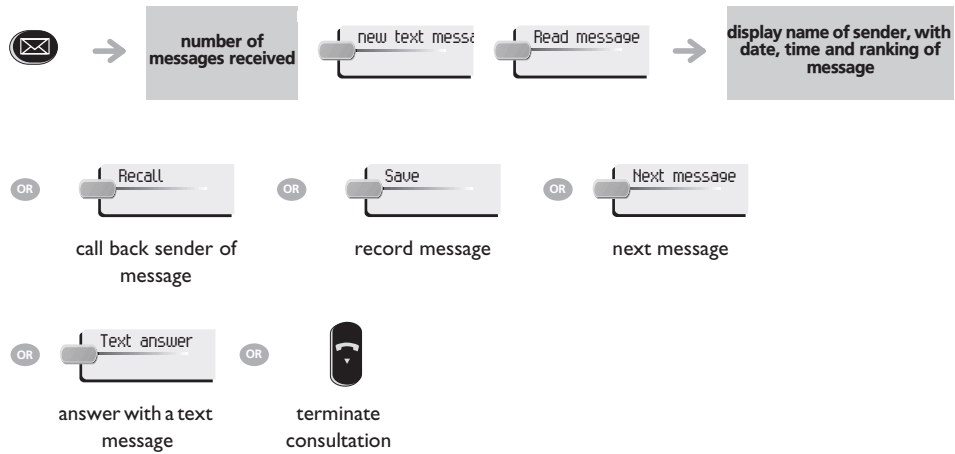 number of
messages received
new text messa
Read message
display name of sender, with
date, time and ranking of
message
OR
Recall
OR
Save
OR
Next message
call back sender of
message
record message
next message
OR
Text answer
OR
answer with a text
message
terminate
consultation